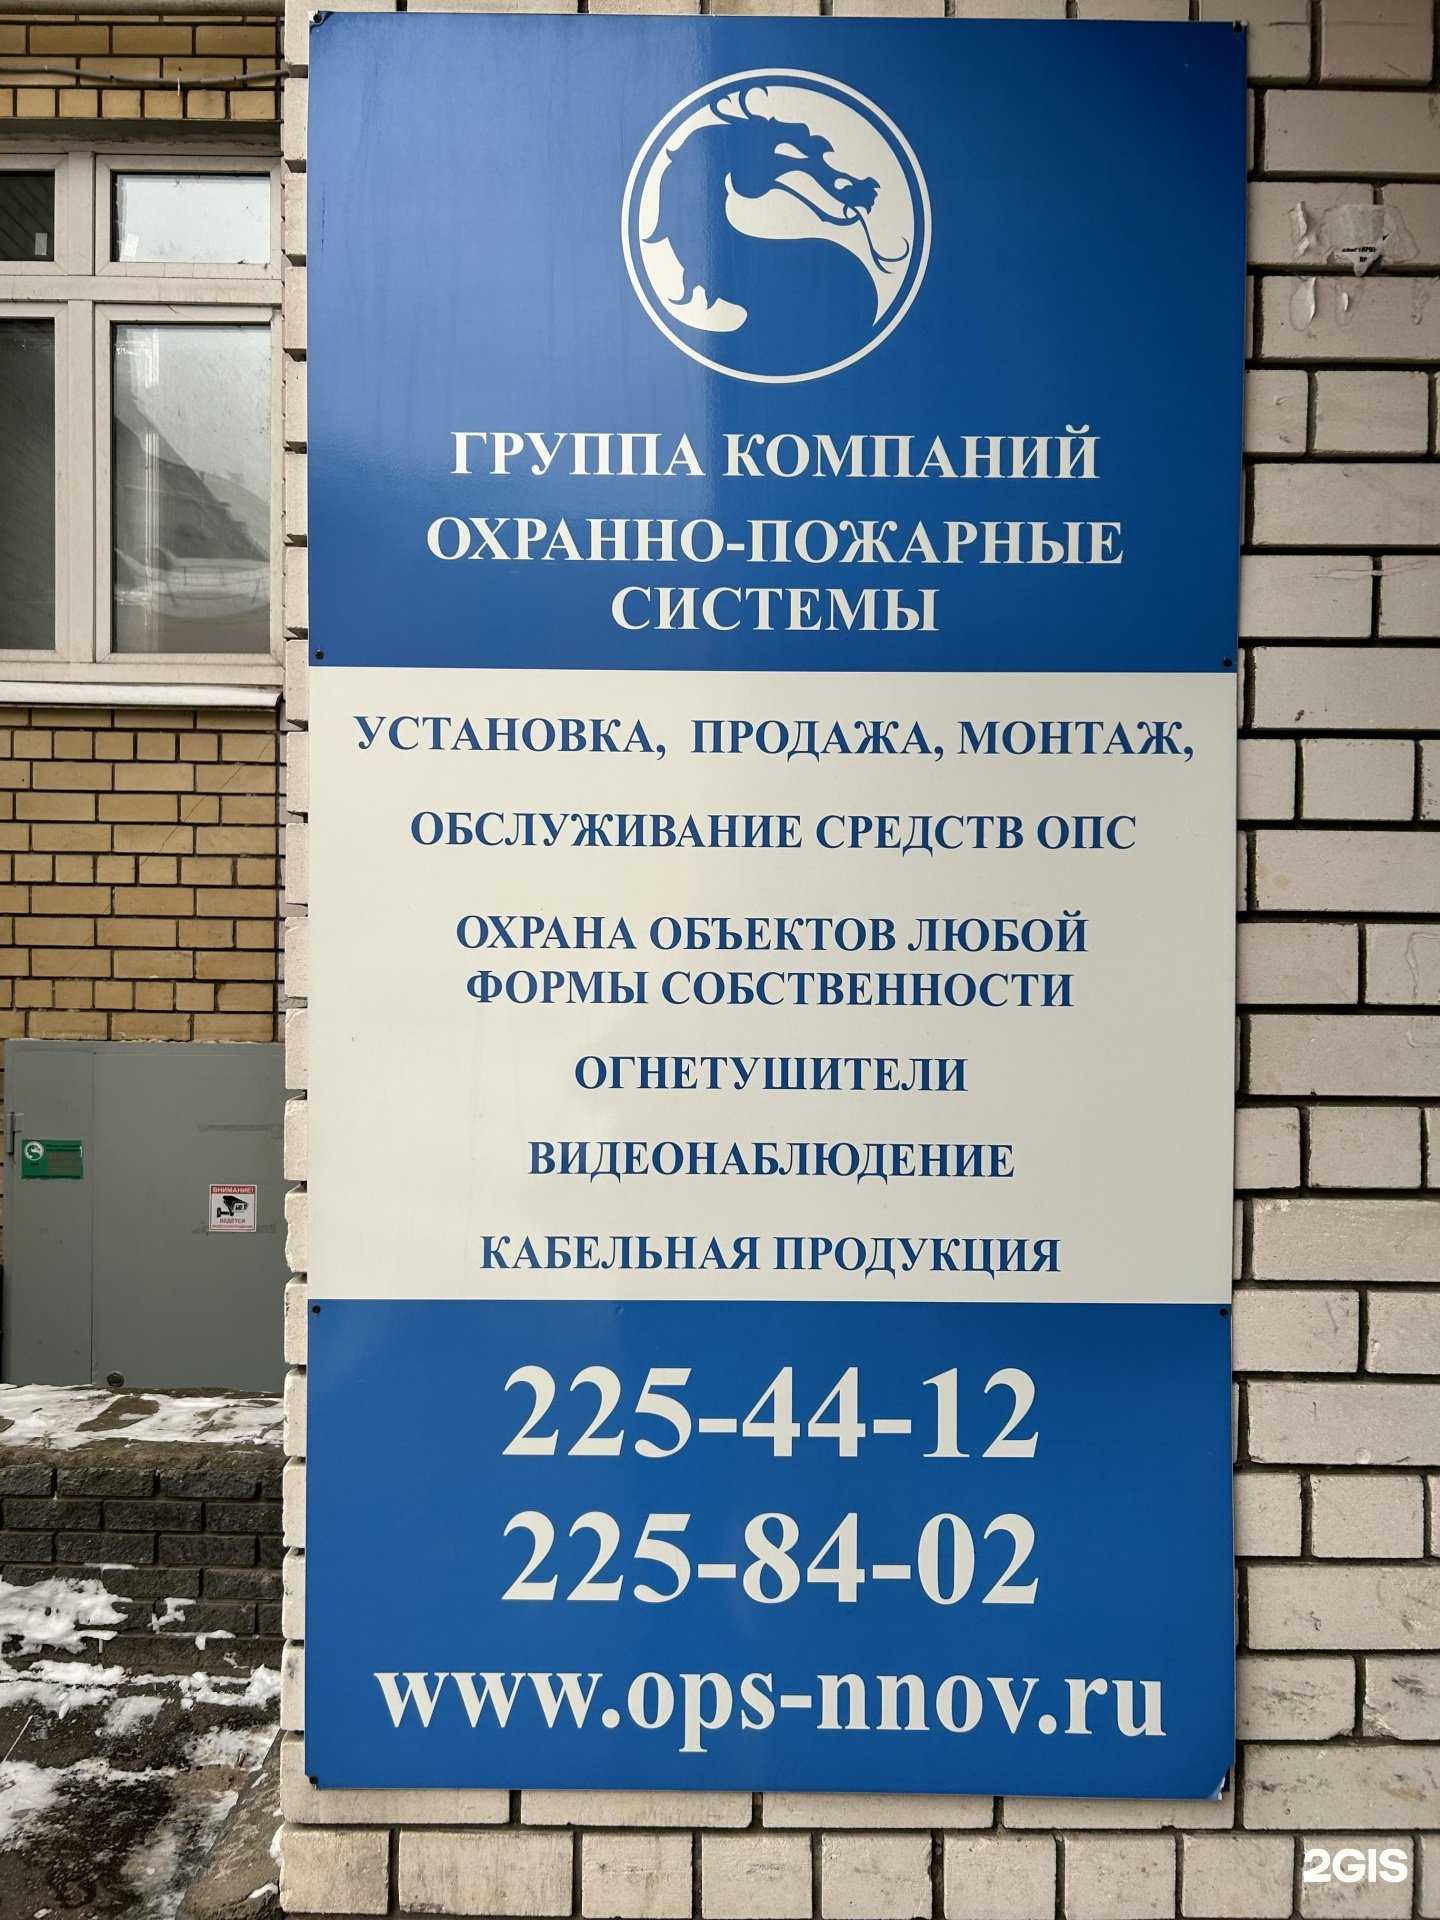 ГРУППА КОМПАНИЙ
ОХРАННО-ПОЖАРНЫЕ
СИСТЕМЫ
УСТАНОВКА, ПРОДАЖА, МОНТАЖ,
ОБСЛУЖИВАНИЕ СРЕДСТВ ОПС
ОХРАНА ОБЪЕКТОВ ЛЮБОЙ
ФОРМЫ СОБСТВЕННОСТИ
ОГНЕТУШИТЕЛИ
ВИДЕОНАБЛЮДЕНИЕ
КАБЕЛЬНАЯ ПРОДУКЦИЯ
225-44-12
225-84-02
www.ops-nnov.ru
ВНИМАНИЕ!
ВЕДЕТСЯ
2GIS